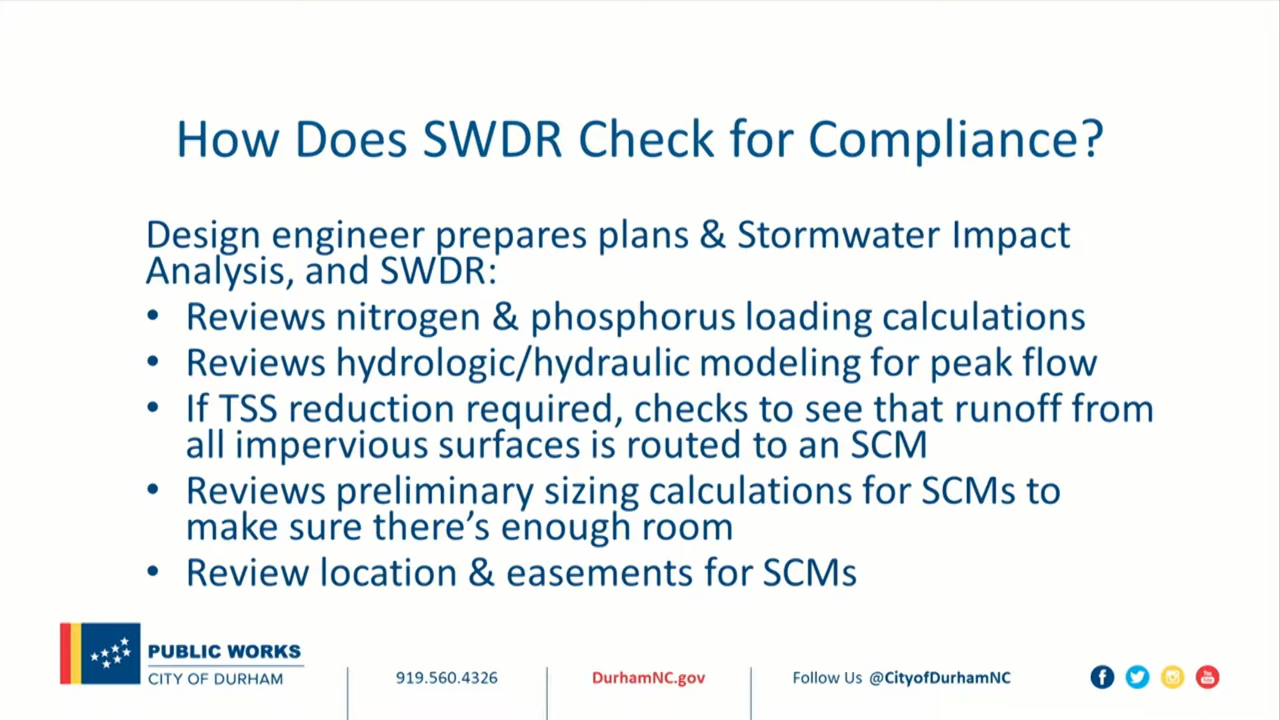 How Does SWDR Check for Compliance?
Design engineer prepares plans & Stormwater Impact
Analysis, and SWDR:
• Reviews nitrogen & phosphorus loading calculations
• Reviews hydrologic/hydraulic modeling for peak flow
• If TSS reduction required, checks to see that runoff from
all impervious surfaces is routed to an SCM
• Reviews preliminary sizing calculations for SCMs to
make sure there’s enough room
• Review location & easements for SCMs
PUBLIC WORKS
CITY OF DURHAM
919.560.4326
DurhamNC.gov
Follow Us @CityofDurhamNC